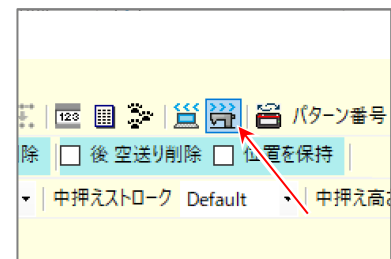 123 パターン番号
除 後 空送り削除 位置を保持
中押えストローク Default 中押え高